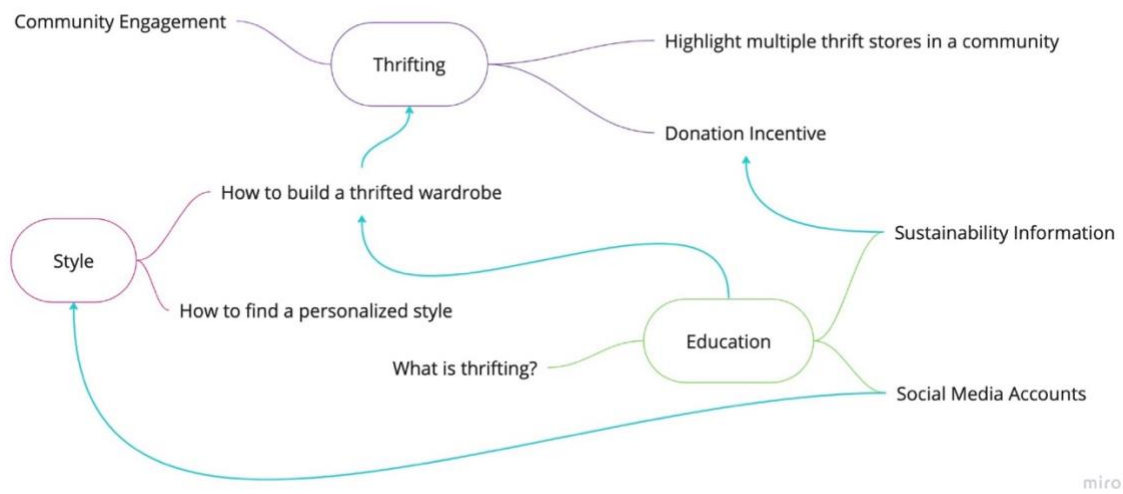 Community Engagement
Thrifting
Highlight multiple thrift stores in a community
Donation Incentive
How to build a thrifted wardrobe
Sustainability Information
Style
How to find a personalized style
Education
What is thrifting?
Social Media Accounts
miro